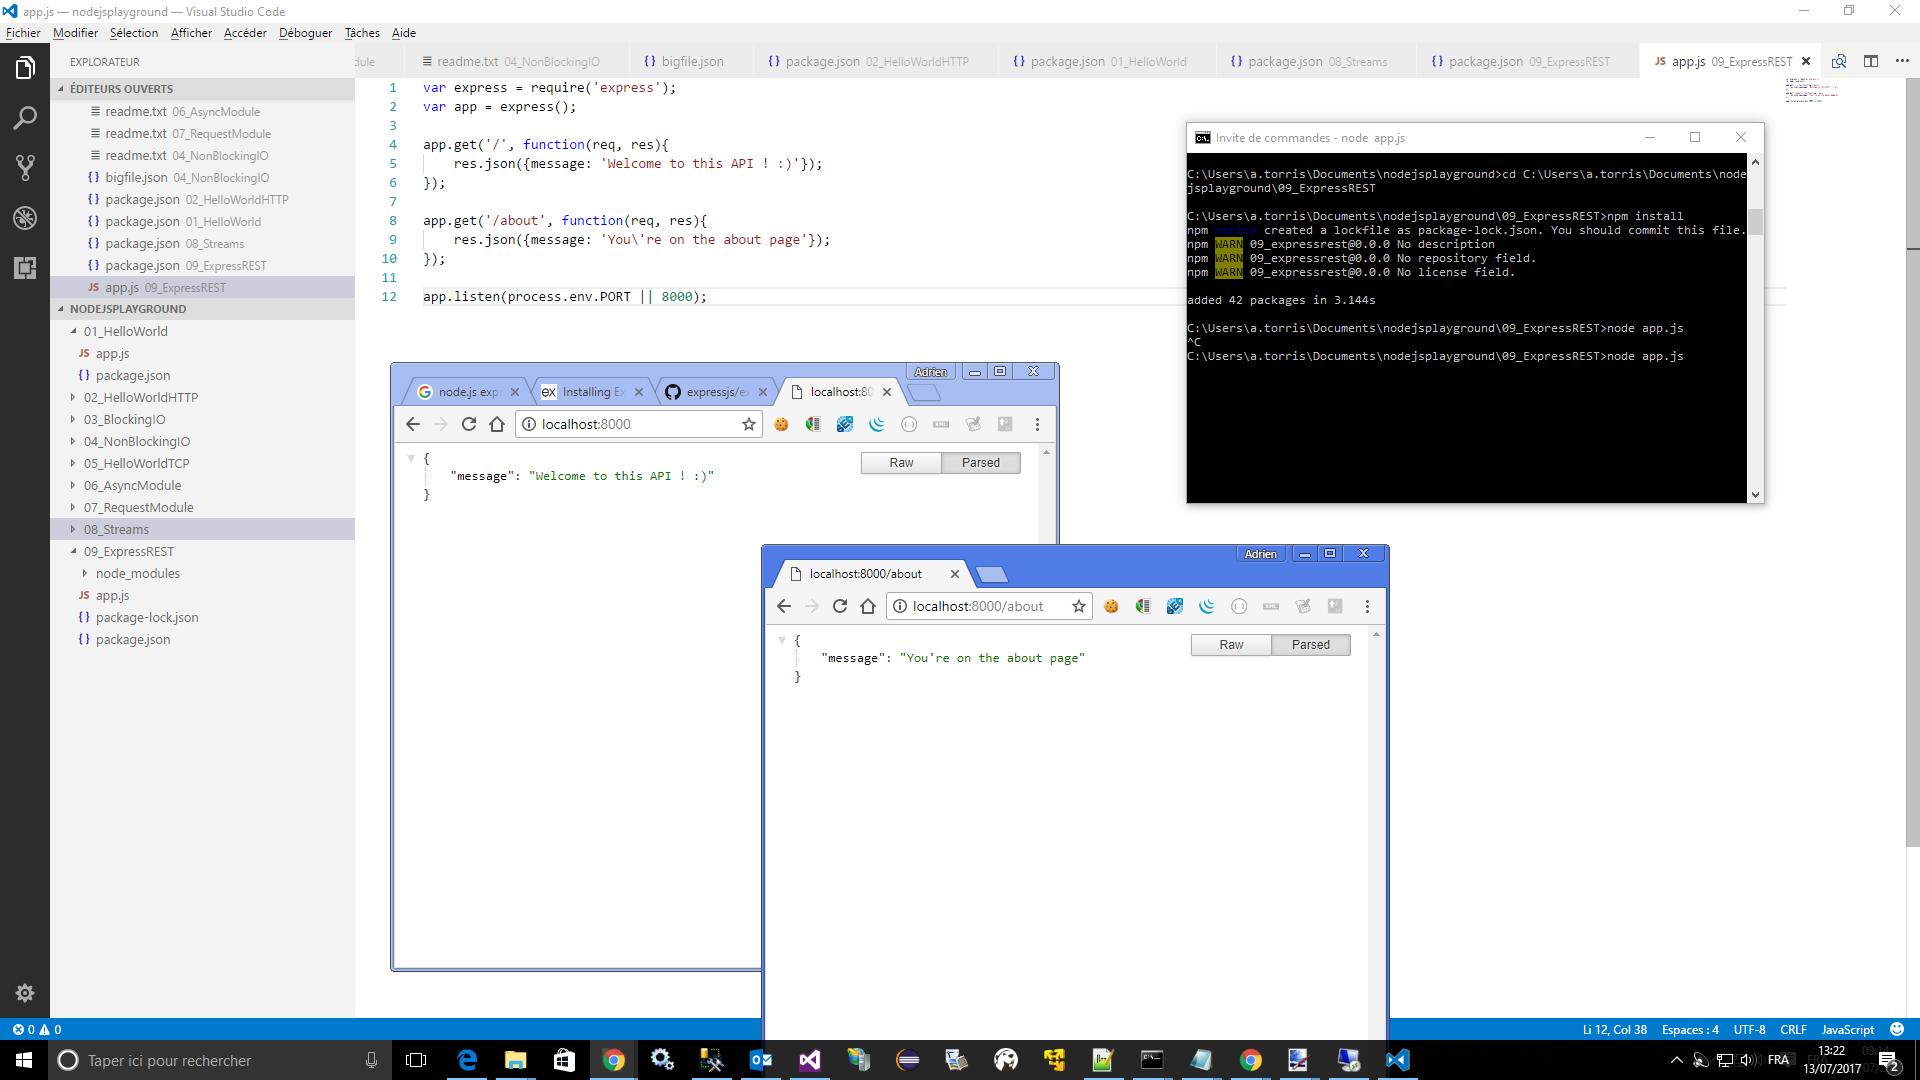 app.js — nodejsplayground — Visual Studio Code
Fichier Modifier Sélection Afficher Accéder Déboguer Tâches Aide
EXPLORATEUR
dule
readme.txt 04_NonBlockingIO
bigfile.json
package.json 02_HelloWorldHTTP
package.json 01_HelloWorld
package.json 08_Streams
package.json 09_ExpressREST
JS app.js 09_ExpressREST
ÉDITEURS OUVERTS
readme.txt 06_AsyncModule
readme.txt 07_RequestModule
readme.txt 04_NonBlockingIO
{} bigfile.json 04_NonBlockingIO
{} package.json 02_HelloWorldHTTP
{} package.json 01_HelloWorld
{} package.json 08_Streams
{} package.json 09_ExpressREST
JS app.js 09_ExpressREST
NODEJSPLAYGROUND
01_HelloWorld
JS app.js
{} package.json
02_HelloWorldHTTP
03_BlockingIO
04_NonBlockingIO
05_HelloWorldTCP
06_AsyncModule
07_RequestModule
08_Streams
09_ExpressREST
node_modules
JS app.js
{} package-lock.json
{} package.json
1 var express = require('express');
2 var app = express();
3
4 app.get('/', function(req, res){
5 res.json({message: 'Welcome to this API ! :)'});
6 });
7
8 app.get('/about', function(req, res){
9 res.json({message: 'You\'re on the about page'});
10 });
11
12 app.listen(process.env.PORT || 8000);
Invite de commandes - node app.js
C:\Users\a.torris\Documents\nodejsplayground>cd C:\Users\a.torris\Documents\node
jsplayground\09_ExpressREST
C:\Users\a.torris\Documents\nodejsplayground\09_ExpressREST>npm install
npm notice created a lockfile as package-lock.json. You should commit this file.
npm WARN 09_expressrest@0.0.0 No description
npm WARN 09_expressrest@0.0.0 No repository field.
npm WARN 09_expressrest@0.0.0 No license field.
added 42 packages in 3.144s
C:\Users\a.torris\Documents\nodejsplayground\09_ExpressREST>node app.js
^C
C:\Users\a.torris\Documents\nodejsplayground\09_ExpressREST>node app.js
Adrien
node.js exp
ex Installing Ex
expressjs/ex
localhost:80
localhost:8000
Raw Parsed
{
"message": "Welcome to this API ! :)"
}
Adrien
localhost:8000/about
localhost:8000/about
Raw Parsed
{
"message": "You're on the about page"
}
0 0
Li 12, Col 38 Espaces : 4 UTF-8 CRLF JavaScript
Taper ici pour rechercher
FRA
13:22
13/07/2017
2